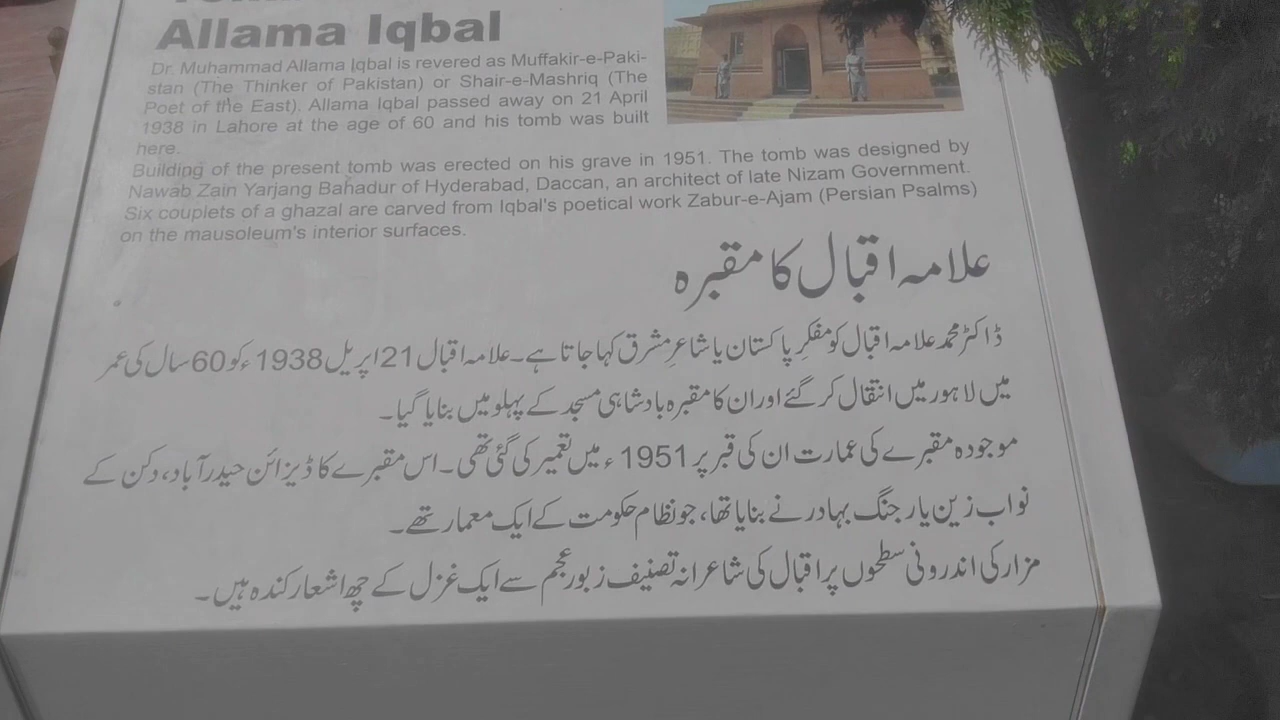 Allama Iqbal
Dr. Muhammad Allama Iqbal is revered as Muffakir-e-Paki-
stan (The Thinker of Pakistan) or Shair-e-Mashriq (The
Poet of the East). Allama Iqbal passed away on 21 April
1938 in Lahore at the age of 60 and his tomb was built
here.
Building of the present tomb was erected on his grave in 1951. The tomb was designed by
Nawab Zain Yarjang Bahadur of Hyderabad, Daccan, an architect of late Nizam Government.
Six couplets of a ghazal are carved from Iqbal's poetical work Zabur-e-Ajam (Persian Psalms)
on the mausoleum's interior surfaces.
علامہ اقبال کا مقبرہ
ڈاکٹر محمد علامہ اقبال کو مفکرِ پاکستان یا شاعرِ مشرق کہا جاتا ہے۔ علامہ اقبال 21 اپریل 1938ء کو 60 سال کی عمر
میں لاہور میں انتقال کر گئے اور ان کا مقبرہ بادشاہی مسجد کے پہلو میں بنایا گیا۔
موجودہ مقبرے کی عمارت ان کی قبر پر 1951ء میں تعمیر کی گئی تھی۔ اس مقبرے کا ڈیزائن حیدرآباد، دکن کے
نواب زین یار جنگ بہادر نے بنایا تھا، جو نظام حکومت کے ایک معمار تھے۔
مزار کی اندرونی سطحوں پر اقبال کی شاعرانہ تصنیف زبور عجم سے ایک غزل کے چھ اشعار کندہ ہیں۔